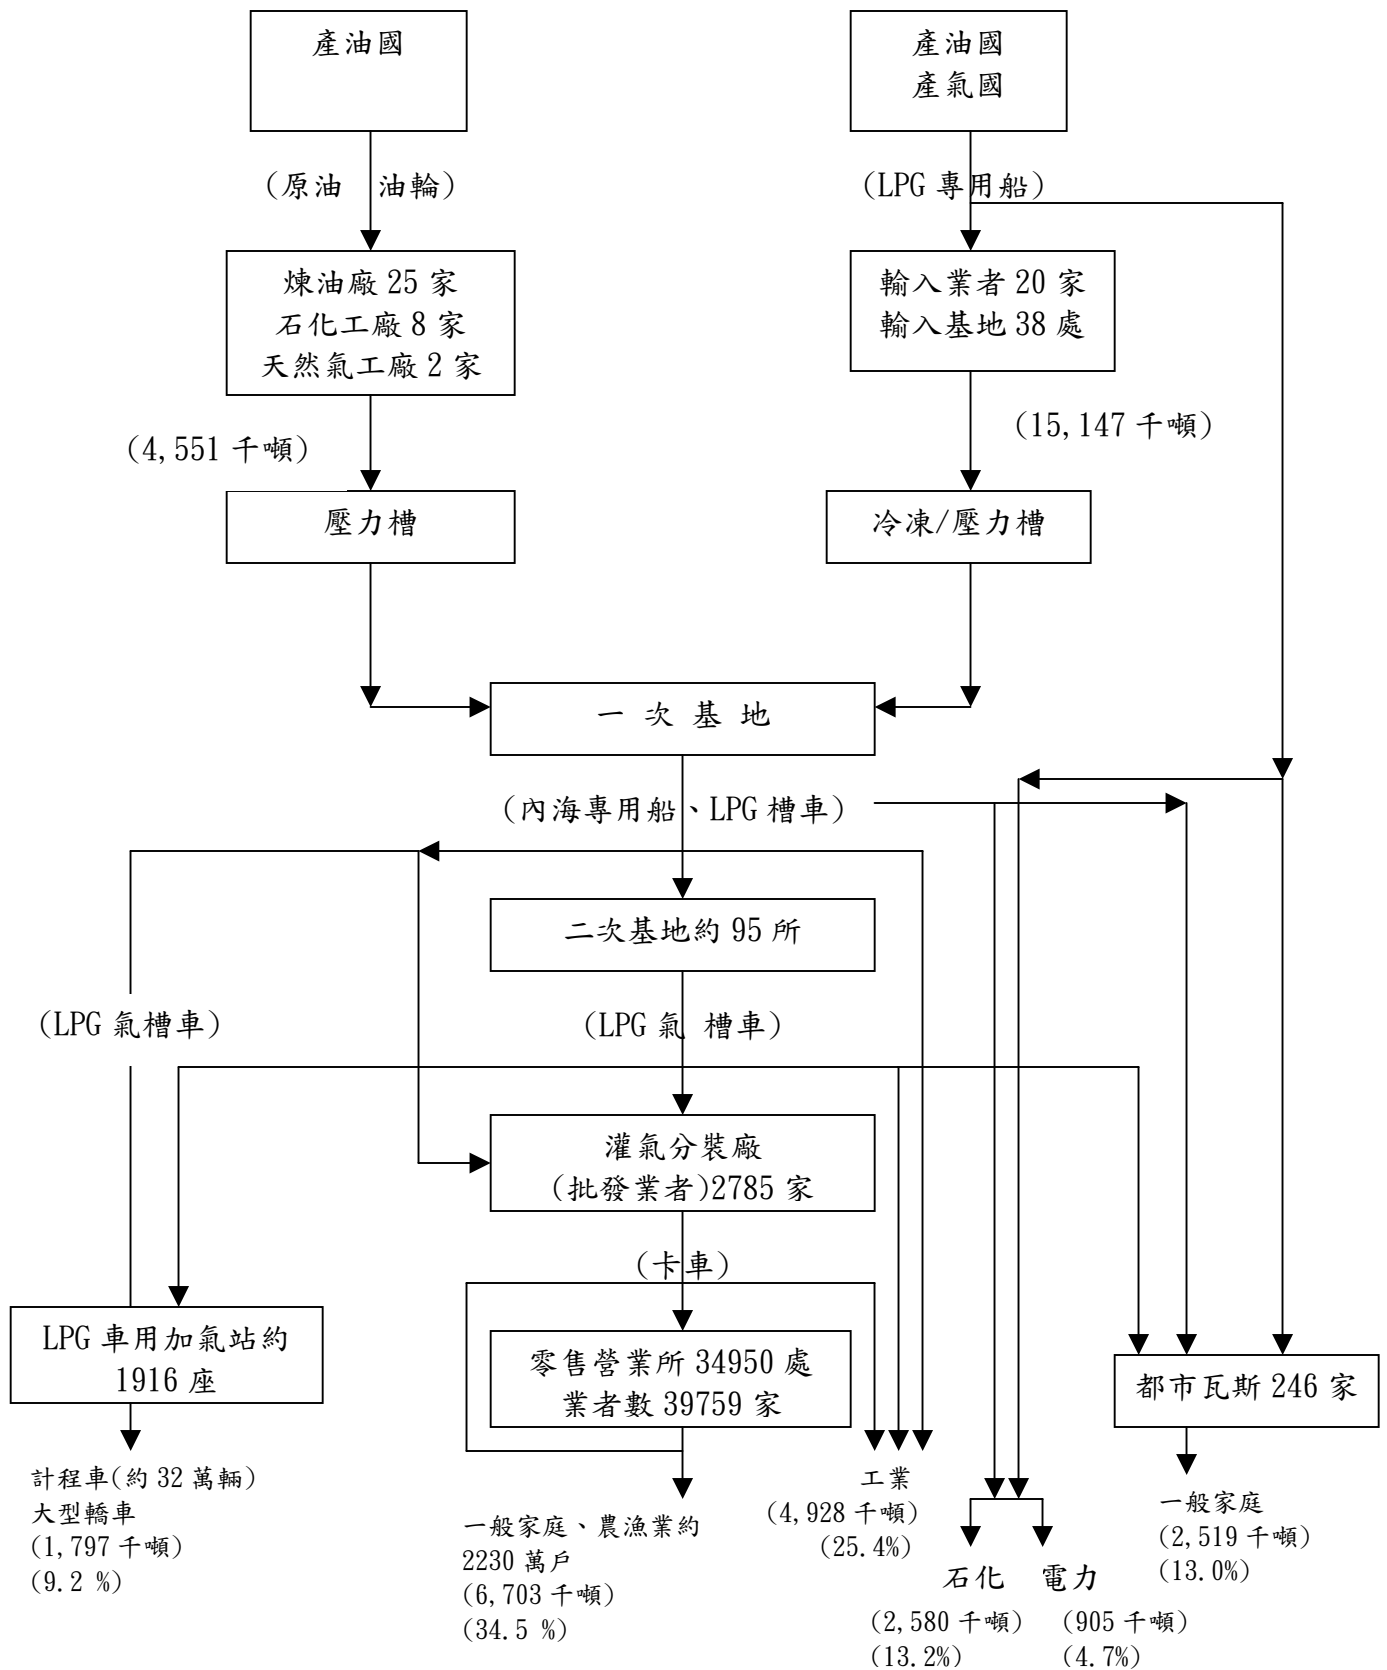 產油國
產油國
產氣國
(原油 油輪)
(LPG 專用船)
煉油廠 25 家
石化工廠 8 家
天然氣工廠 2 家
輸入業者 20 家
輸入基地 38 處
(4,551 千噸)
(15,147 千噸)
壓力槽
冷凍/壓力槽
一 次 基 地
(內海專用船、LPG 槽車)
二次基地約 95 所
(LPG 氣槽車)
(LPG 氣 槽車)
灌氣分裝廠
(批發業者)2785 家
(卡車)
LPG 車用加氣站約
1916 座
零售營業所 34950 處
業者數 39759 家
都市瓦斯 246 家
計程車(約 32 萬輛)
大型轎車
(1,797 千噸)
(9.2 %)
一般家庭、農漁業約
2230 萬戶
(6,703 千噸)
(34.5 %)
工業
(4,928 千噸)
(25.4%)
石化
(2,580 千噸)
(13.2%)
電力
(905 千噸)
(4.7%)
一般家庭
(2,519 千噸)
(13.0%)